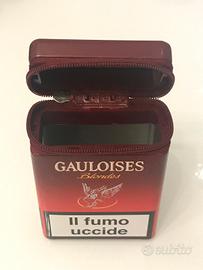 GAULOISES
Blondes
Il fumo
uccide
subito